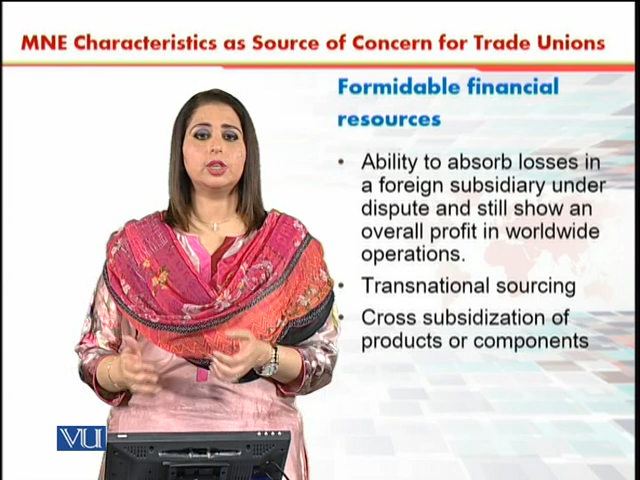 MNE Characteristics as Source of Concern for Trade Unions
Formidable financial
resources
• Ability to absorb losses in
a foreign subsidiary under
dispute and still show an
overall profit in worldwide
operations.
• Transnational sourcing
• Cross subsidization of
products or components
VU